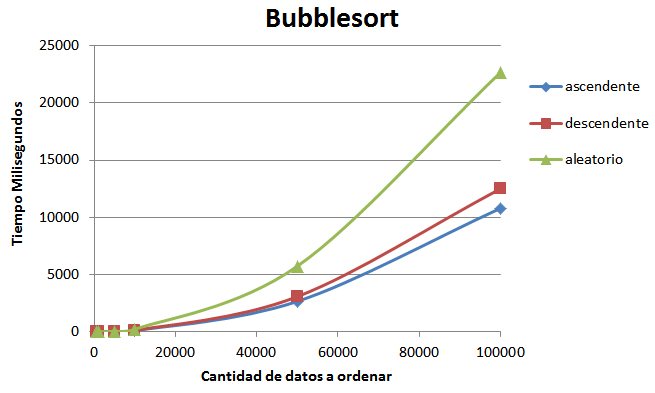 Bubblesort
25000
20000
15000
10000
5000
0
Tiempo Milisegundos
0 20000 40000 60000 80000 100000
Cantidad de datos a ordenar
ascendente
descendente
aleatorio